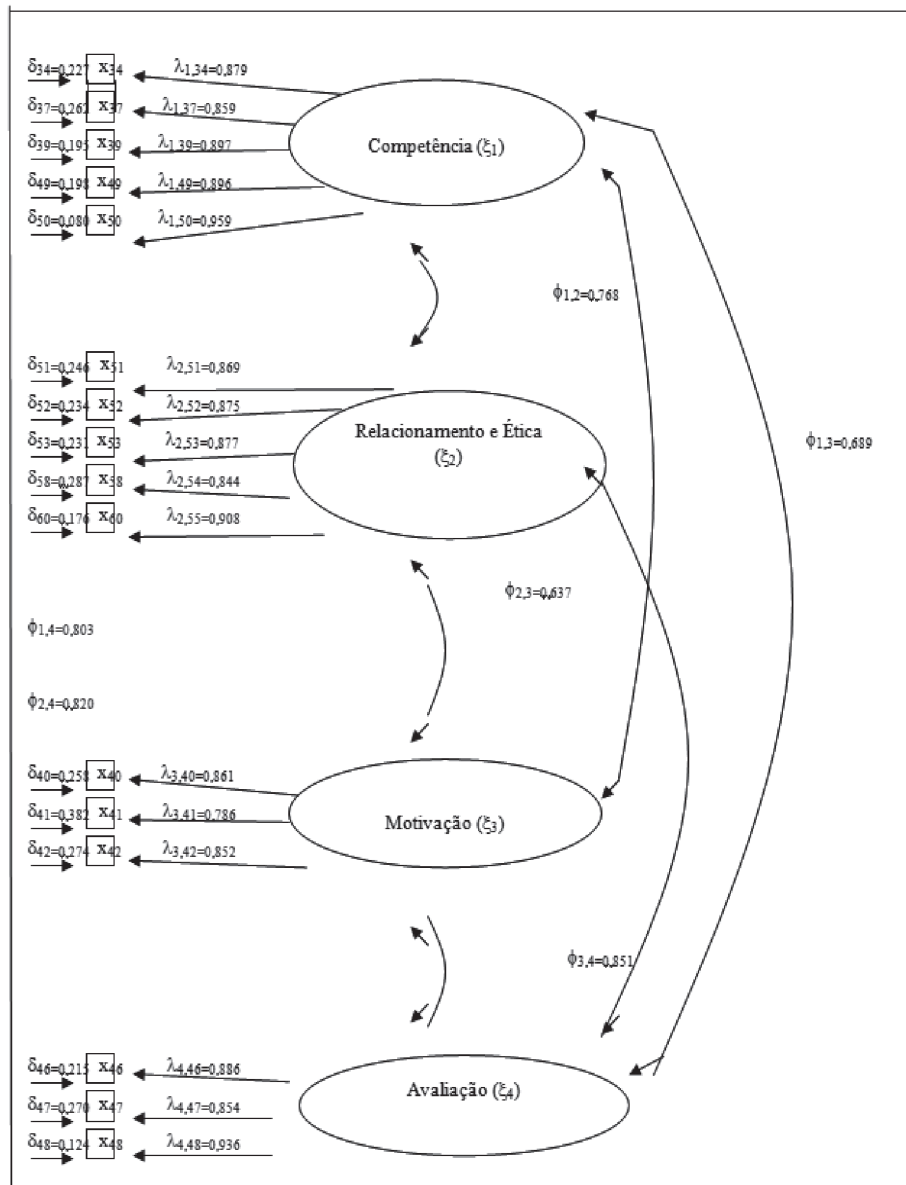 δ34=0,227 x34 λ1,34=0,879
δ37=0,262 x37 λ1,37=0,859
δ39=0,195 x39 λ1,39=0,897
δ49=0,198 x49 λ1,49=0,896
δ50=0,080 x50 λ1,50=0,959
Competência (ξ1)
ϕ1,2=0,768
δ51=0,246 x51 λ2,51=0,869
δ52=0,234 x52 λ2,52=0,875
δ53=0,231 x53 λ2,53=0,877
δ58=0,287 x58 λ2,54=0,844
δ60=0,176 x60 λ2,55=0,908
Relacionamento e Ética
(ξ2)
ϕ1,3=0,689
ϕ2,3=0,637
ϕ1,4=0,803
ϕ2,4=0,820
δ40=0,258 x40 λ3,40=0,861
δ41=0,382 x41 λ3,41=0,786
δ42=0,274 x42 λ3,42=0,852
Motivação (ξ3)
ϕ3,4=0,851
δ46=0,215 x46 λ4,46=0,886
δ47=0,270 x47 λ4,47=0,854
δ48=0,124 x48 λ4,48=0,936
Avaliação (ξ4)